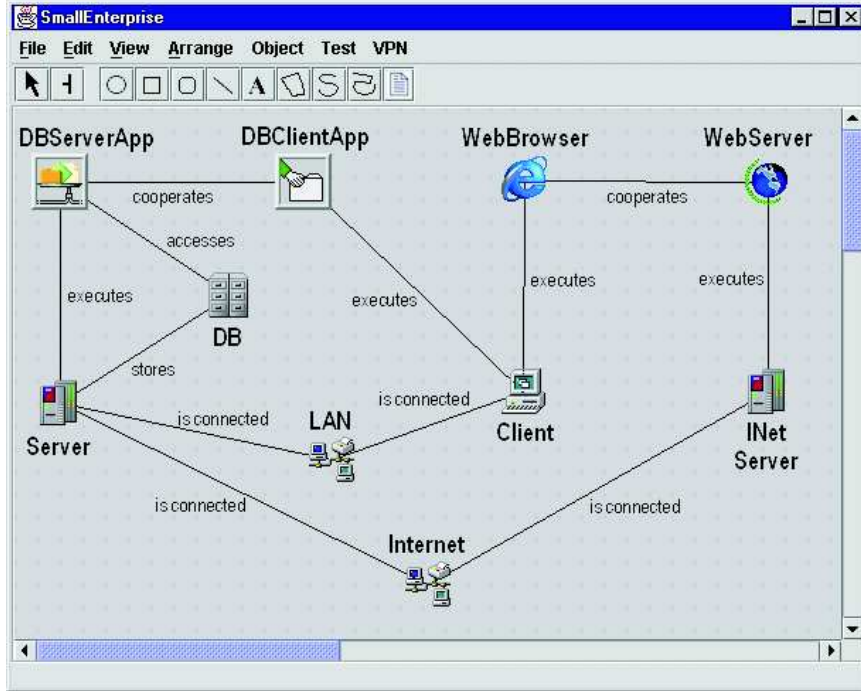 SmallEnterprise
File Edit View Arrange Object Test VPN
A
DBServerApp DBClientApp WebBrowser WebServer
cooperates cooperates
accesses
executes executes executes executes
DB
stores
is connected is connected
LAN
Server Client INet
Server
is connected is connected
Internet